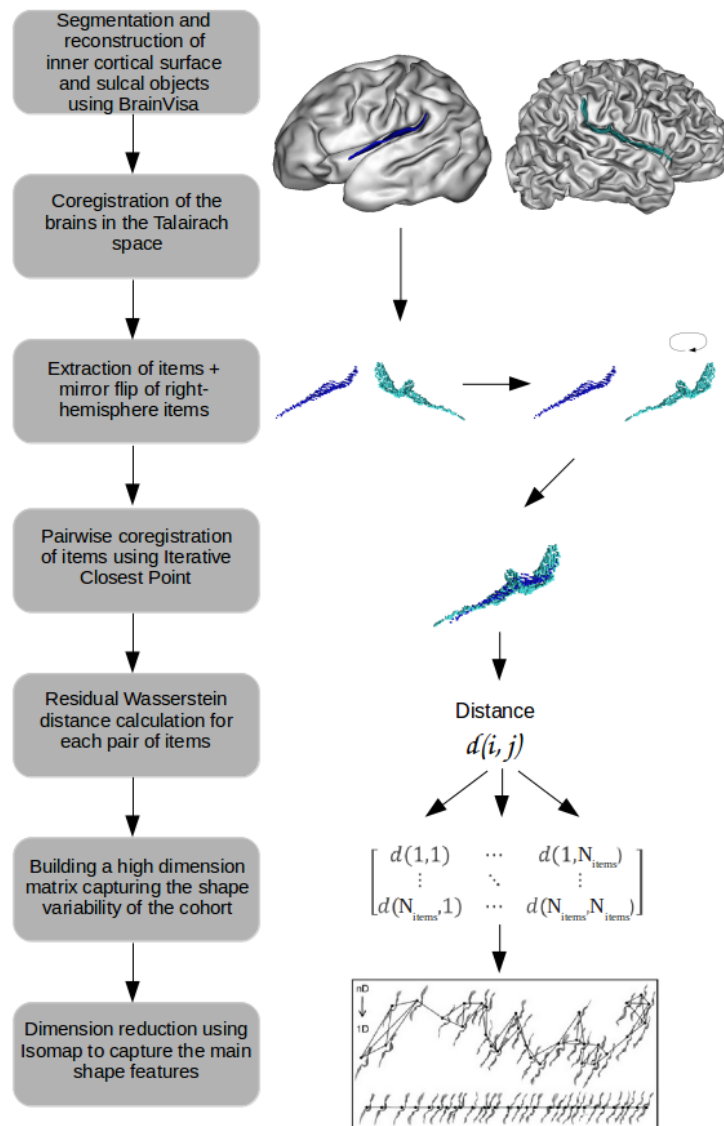 Segmentation and
reconstruction of
inner cortical surface
and sulcal objects
using BrainVisa
Coregistration of the
brains in the Talairach
space
Extraction of items +
mirror flip of right-
hemisphere items
Pairwise coregistration
of items using Iterative
Closest Point
Residual Wasserstein
distance calculation for
each pair of items
Distance
d(i, j)
Building a high dimension
matrix capturing the shape
variability of the cohort
d(1,1) ⋯ d(1,N_items)
⋮ ⋱ ⋮
d(N_items,1) ⋯ d(N_items,N_items)
Dimension reduction using
Isomap to capture the main
shape features
nD
1D